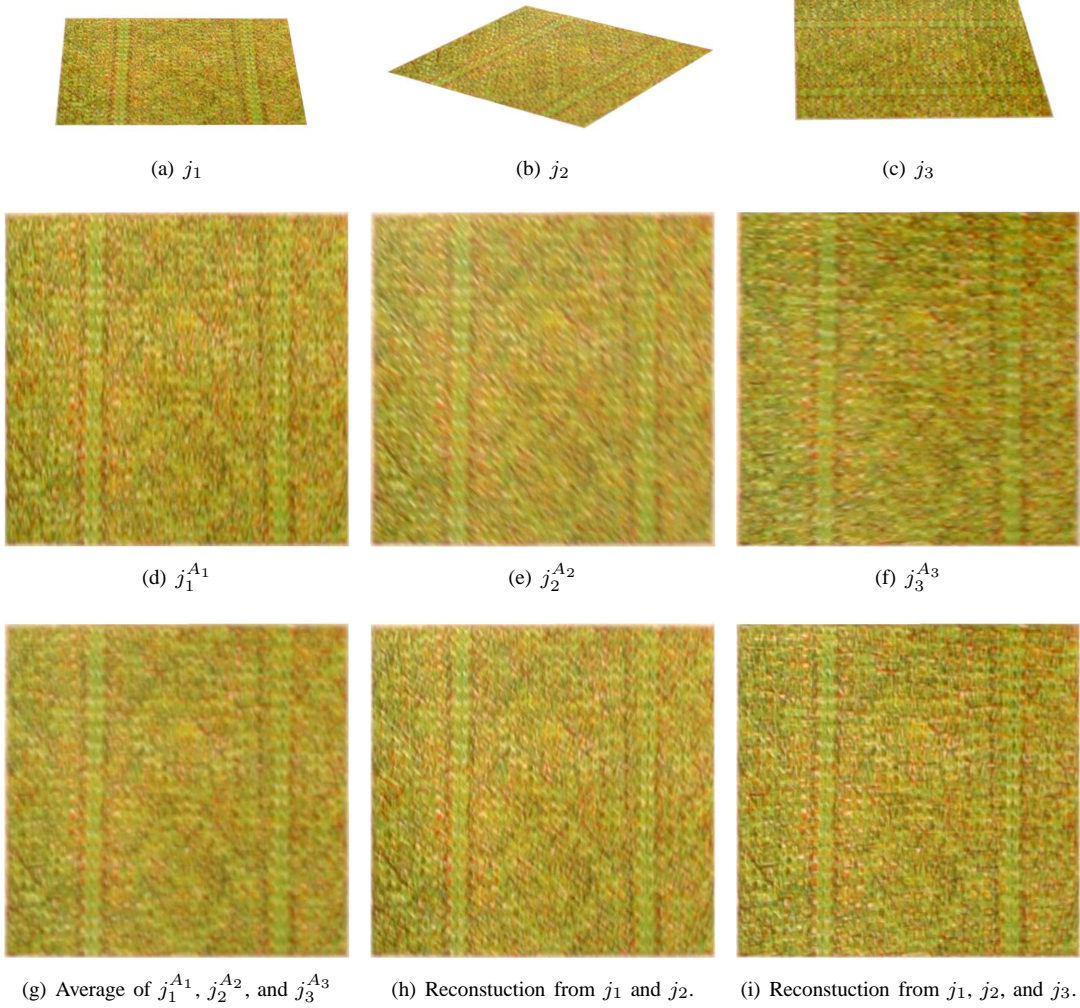 (a) j₁
(b) j₂
(c) j₃
(d) j₁^A₁
(e) j₂^A₂
(f) j₃^A₃
(g) Average of j₁^A₁, j₂^A₂, and j₃^A₃
(h) Reconstuction from j₁ and j₂.
(i) Reconstuction from j₁, j₂, and j₃.